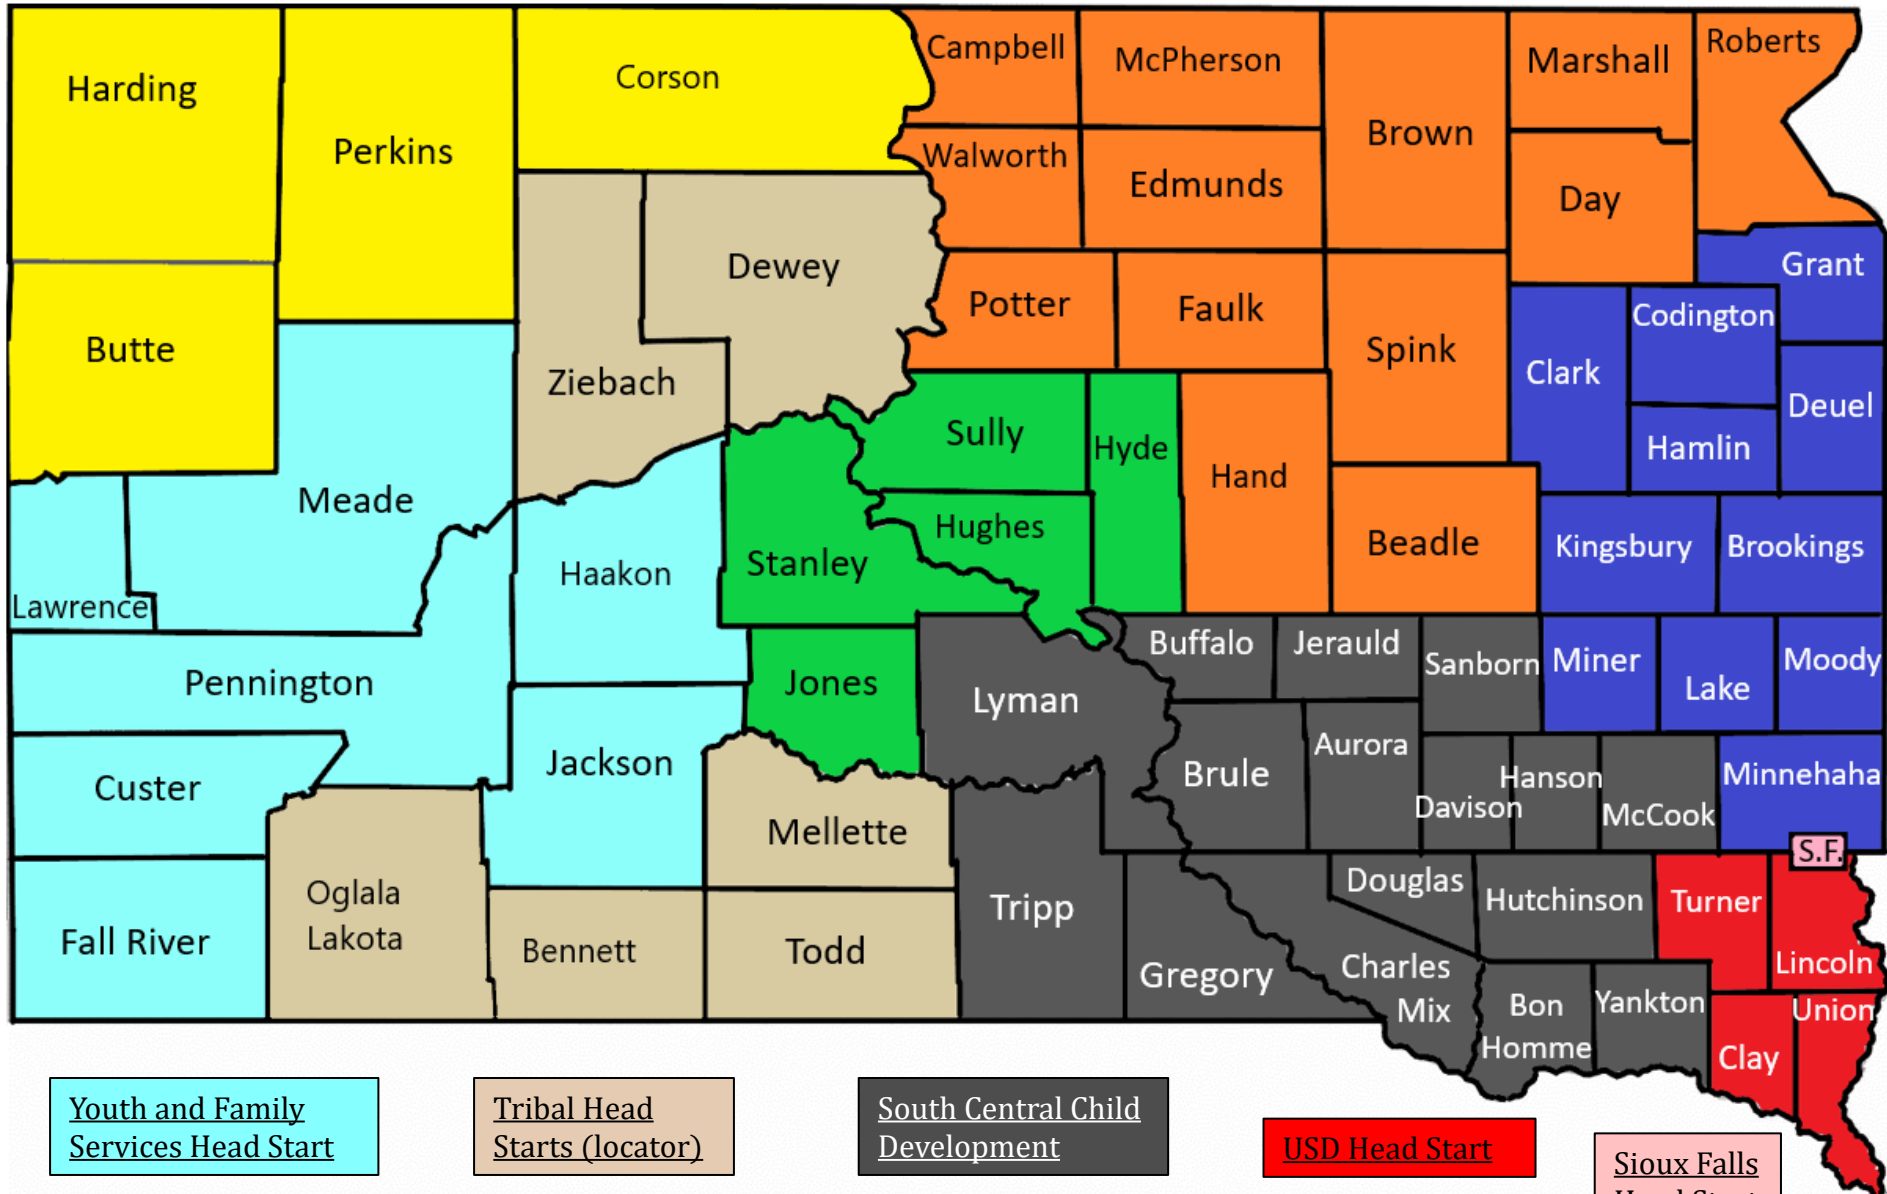 Harding
Perkins
Corson
Campbell
McPherson
Brown
Marshall
Roberts
Walworth
Edmunds
Day
Butte
Ziebach
Dewey
Potter
Faulk
Spink
Grant
Codington
Clark
Deuel
Hamlin
Meade
Sully
Hyde
Hand
Lawrence
Haakon
Stanley
Hughes
Beadle
Kingsbury
Brookings
Pennington
Jones
Lyman
Buffalo
Jerauld
Sanborn
Miner
Lake
Moody
Custer
Jackson
Mellette
Brule
Aurora
Davison
Hanson
McCook
Minnehaha
S.F.
Fall River
Oglala
Lakota
Bennett
Todd
Tripp
Gregory
Douglas
Charles
Mix
Hutchinson
Turner
Lincoln
Bon
Homme
Yankton
Clay
Union
Youth and Family
Services Head Start
Tribal Head
Starts (locator)
South Central Child
Development
USD Head Start
Sioux Falls